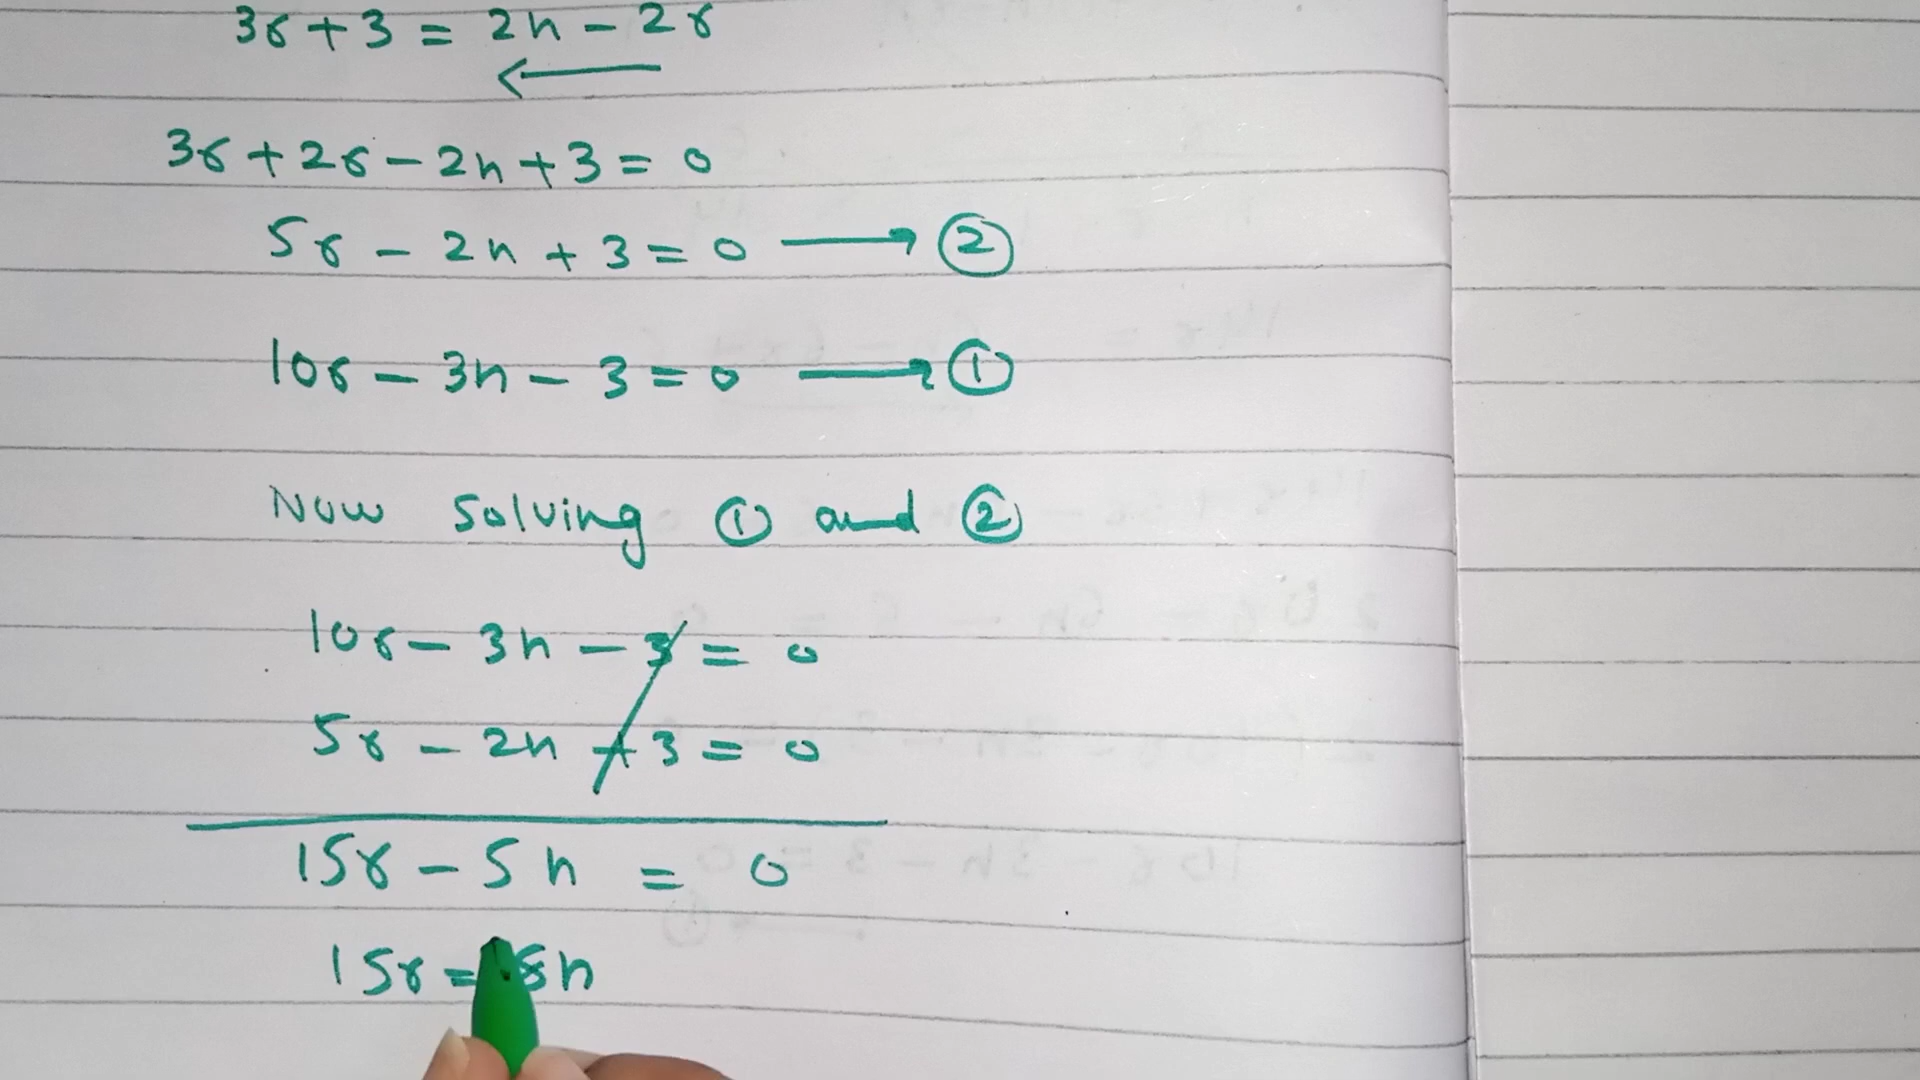 3r + 3 = 2n - 2r
←
3r + 2r - 2n + 3 = 0
5r - 2n + 3 = 0 → ②
10r - 3n - 3 = 0 → ①
Now solving ① and ②
10r - 3n - 3 = 0
5r - 2n + 3 = 0
15r - 5n = 0
15r = 5n